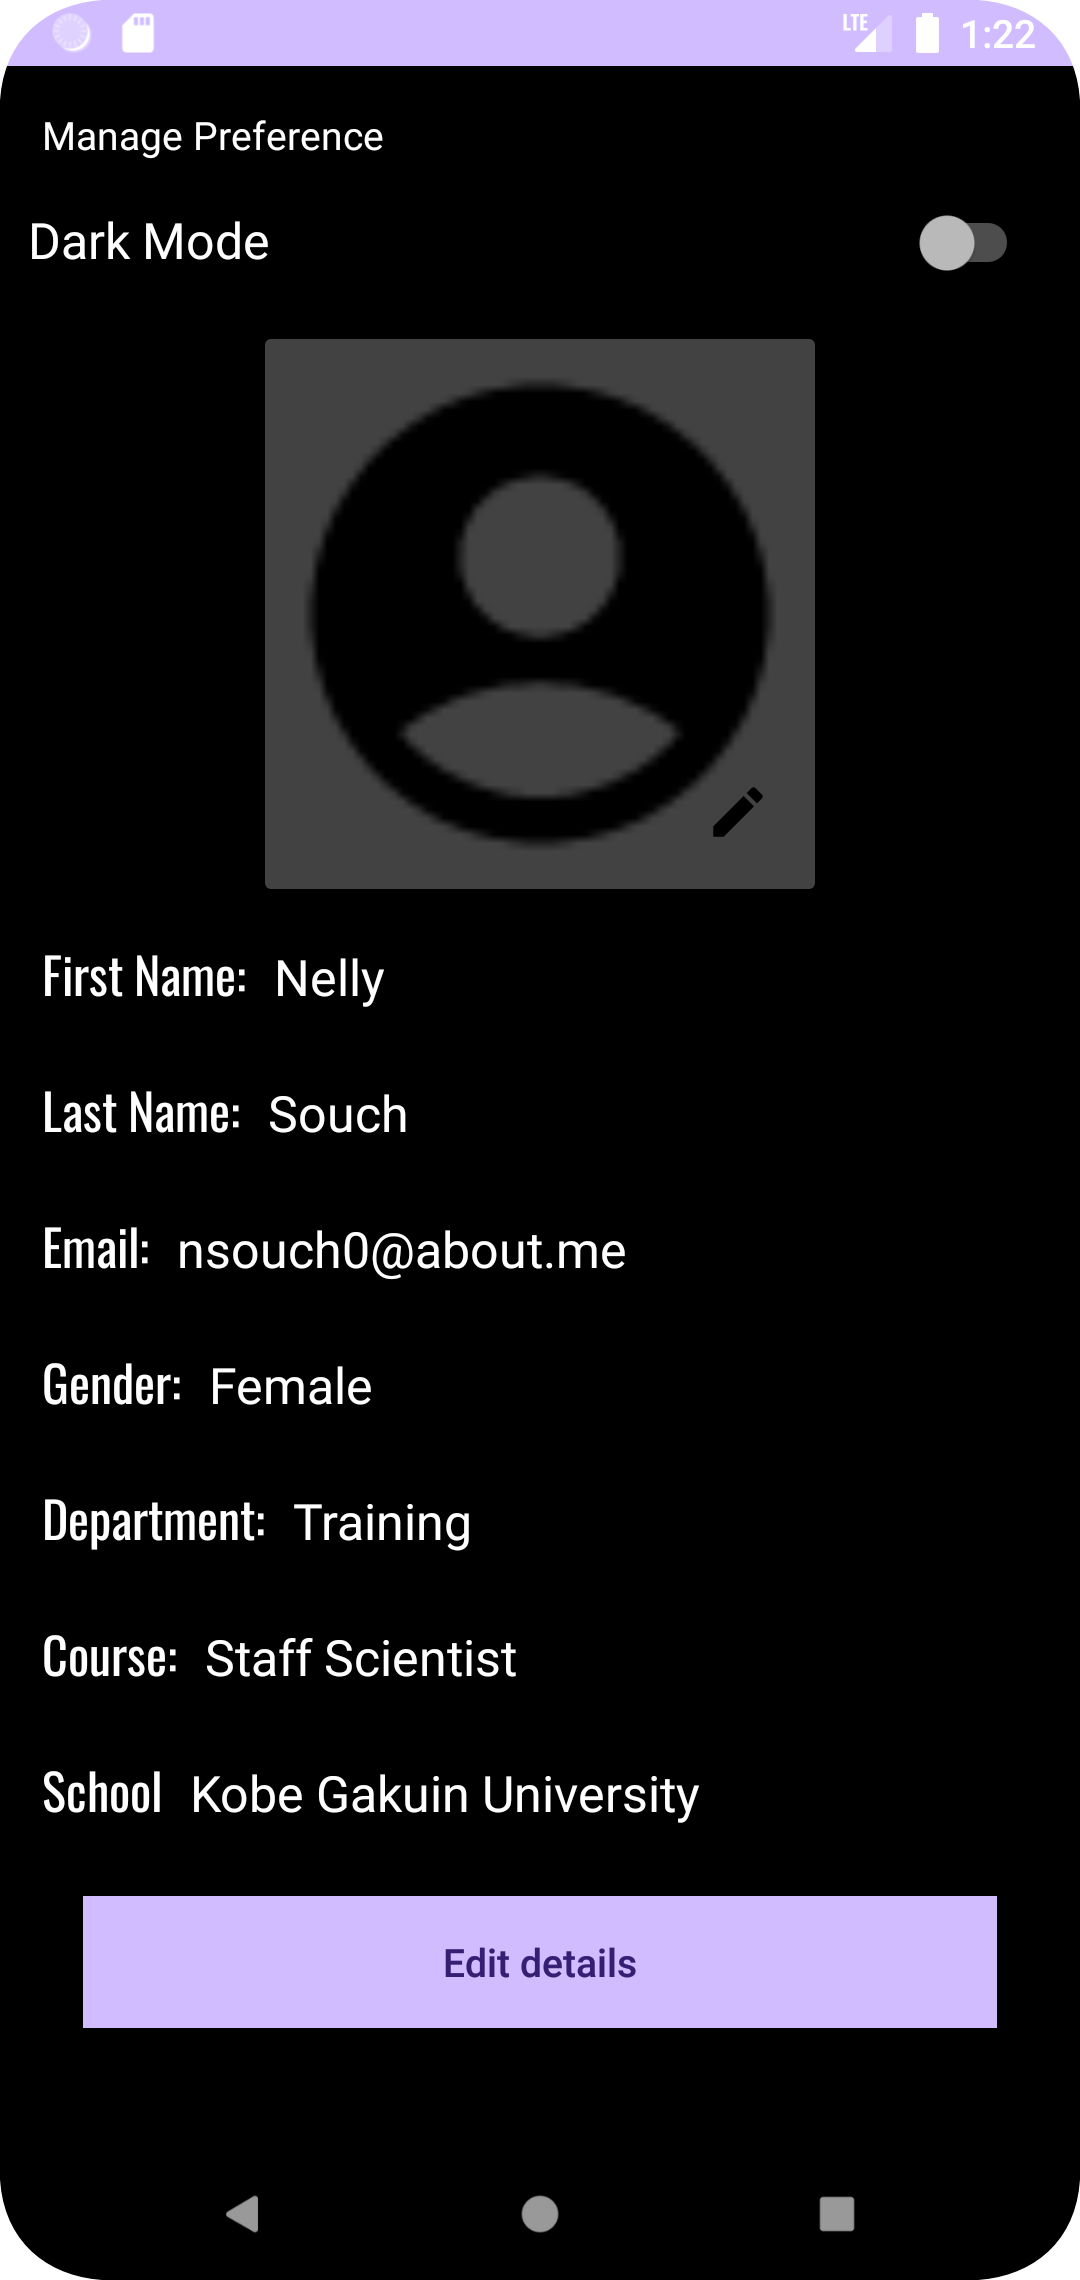 LTE 1:22
Manage Preference
Dark Mode
First Name: Nelly
Last Name: Souch
Email: nsouch0@about.me
Gender: Female
Department: Training
Course: Staff Scientist
School Kobe Gakuin University
Edit details